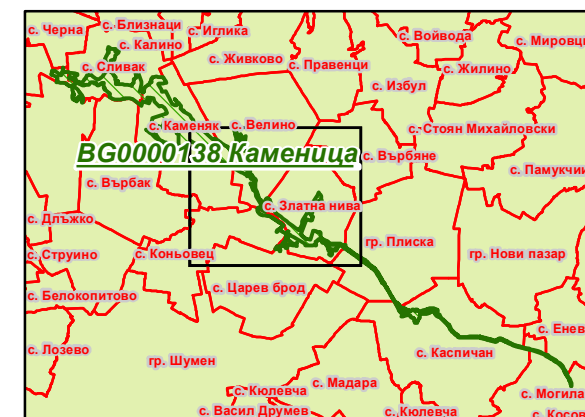 с. Черна
с. Близнаци
с. Иглика
с. Войвода
с. Мировци
с. Калино
с. Живково
с. Правенци
с. Жилино
с. Сливак
с. Избул
с. Каменяк
с. Велино
с. Стоян Михайловски
BG0000138 Каменица
с. Върбяне
с. Памукчии
с. Върбак
с. Златна нива
с. Длъжко
гр. Плиска
с. Струино
с. Коньовец
гр. Нови пазар
с. Белокопитово
с. Царев брод
с. Енев
с. Лозево
гр. Шумен
с. Каспичан
с. Мадара
с. Кюлевча
с. Могила
с. Васил Друмев
с. Кюлевча